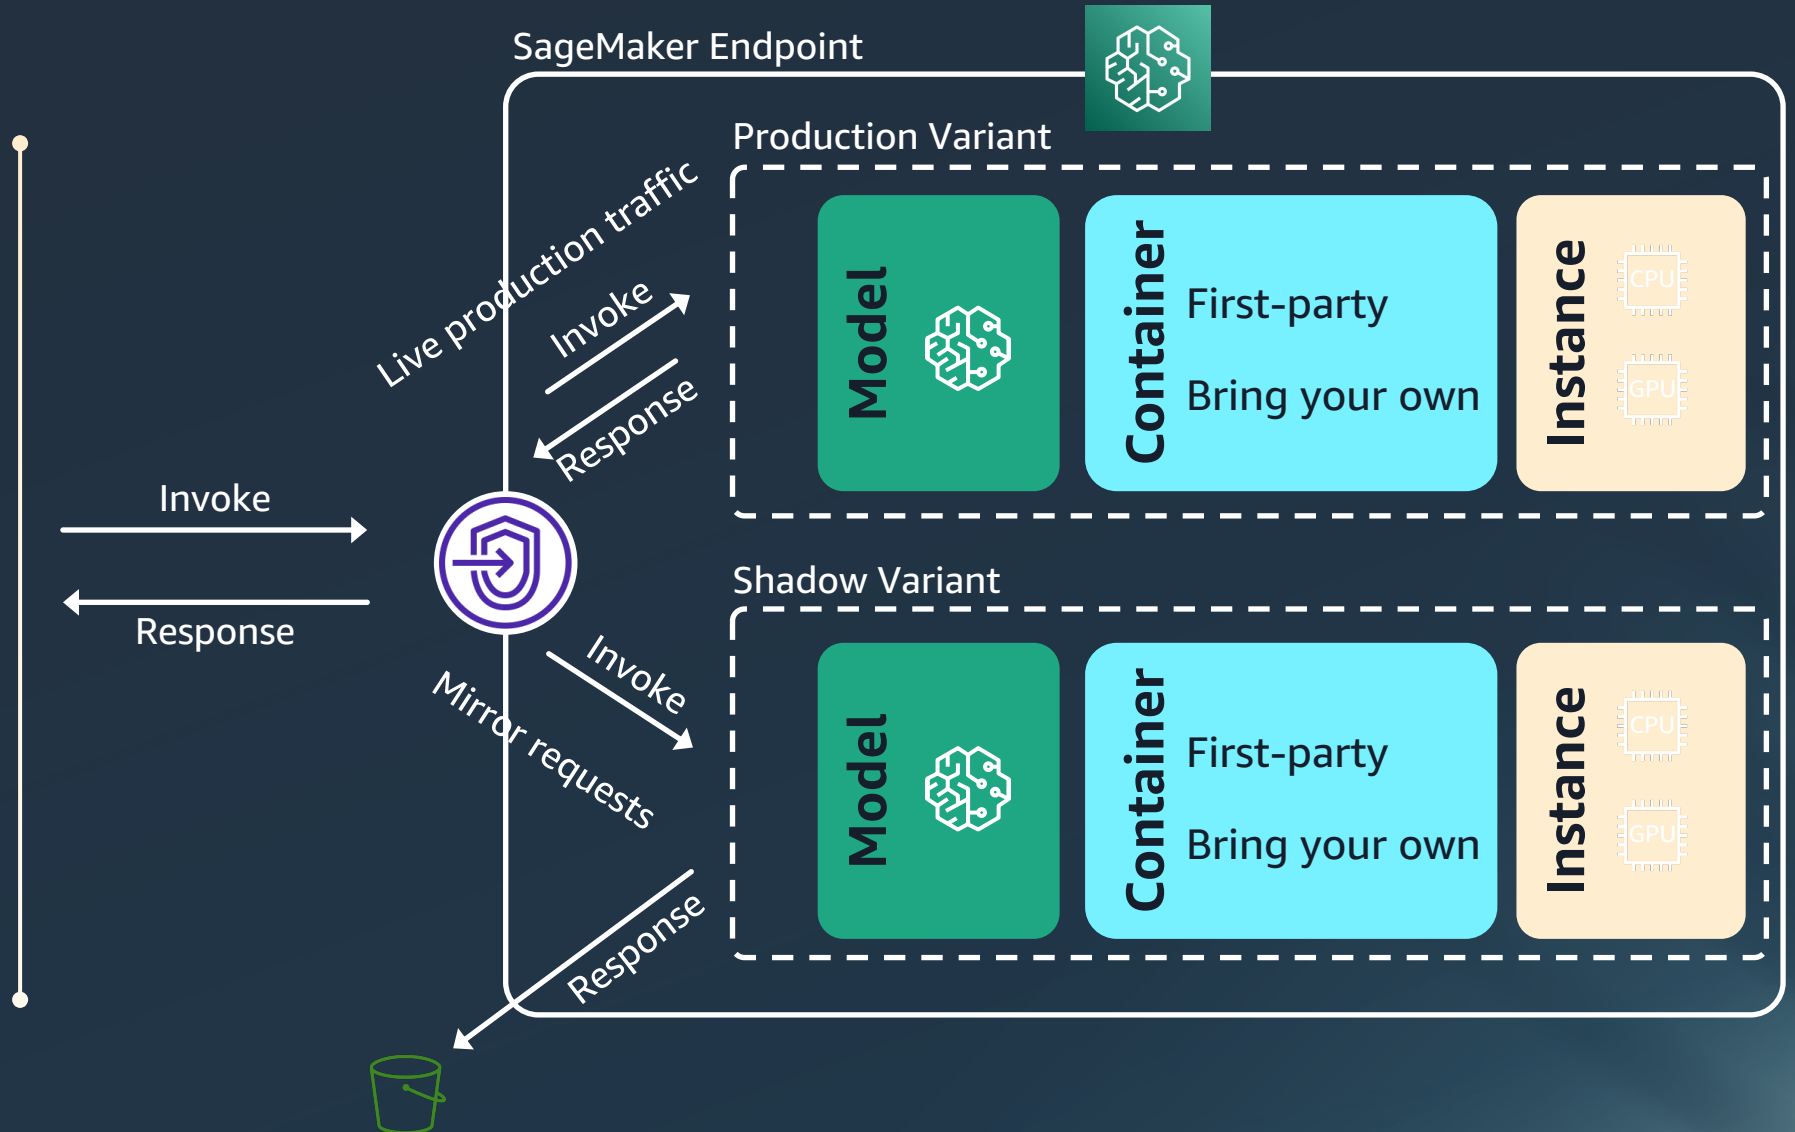 SageMaker Endpoint
Production Variant
Live production traffic
Invoke
Response
Model
Container
First-party
Bring your own
Instance
CPU
GPU
Invoke
Response
Shadow Variant
Invoke
Mirror requests
Response
Model
Container
First-party
Bring your own
Instance
CPU
GPU